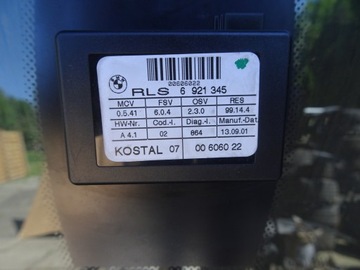 00606022
BMW
RLS 6 921 345
MCV FSV OSV RES
0.5.41 6.0.4 2.3.0 99.14.4
HW-Nr. Cod.-I. Diag.-I. Manuf.-Dat.
A 4.1 02 864 13.09.01
KOSTAL 07 00 6060 22